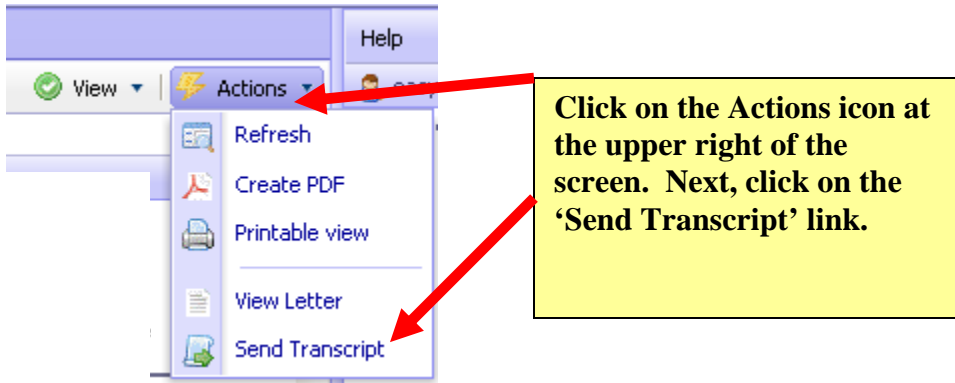 Help
View
Actions
Refresh
Create PDF
Printable view
View Letter
Send Transcript
Click on the Actions icon at
the upper right of the
screen.  Next, click on the
‘Send Transcript’ link.